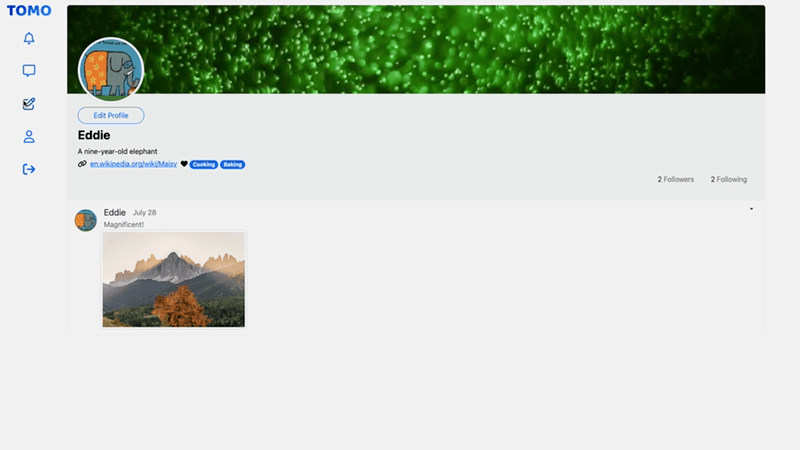 TOMO
Edit Profile
Eddie
A nine-year-old elephant
en.wikipedia.org/wiki/Maisy Cooking Baking
2 Followers 2 Following
Eddie July 28
Magnificent!